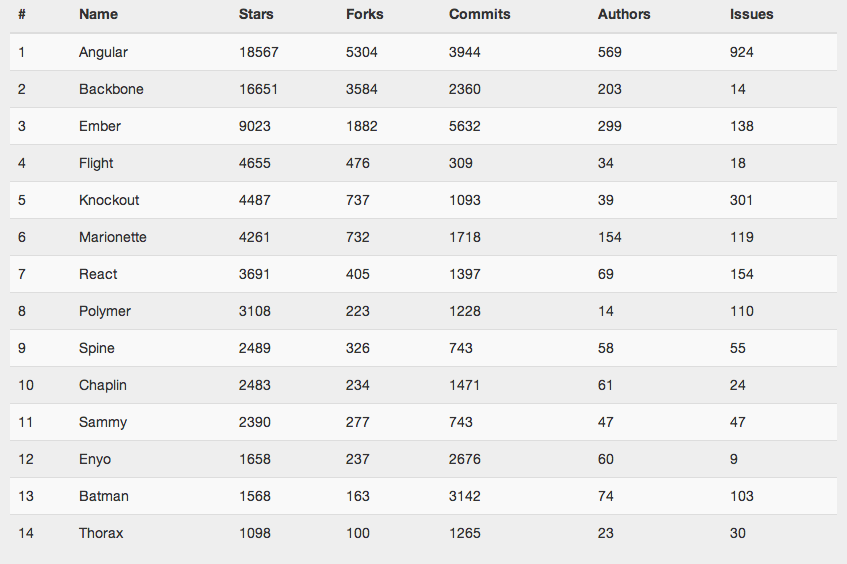 # Name Stars Forks Commits Authors Issues
1 Angular 18567 5304 3944 569 924
2 Backbone 16651 3584 2360 203 14
3 Ember 9023 1882 5632 299 138
4 Flight 4655 476 309 34 18
5 Knockout 4487 737 1093 39 301
6 Marionette 4261 732 1718 154 119
7 React 3691 405 1397 69 154
8 Polymer 3108 223 1228 14 110
9 Spine 2489 326 743 58 55
10 Chaplin 2483 234 1471 61 24
11 Sammy 2390 277 743 47 47
12 Enyo 1658 237 2676 60 9
13 Batman 1568 163 3142 74 103
14 Thorax 1098 100 1265 23 30